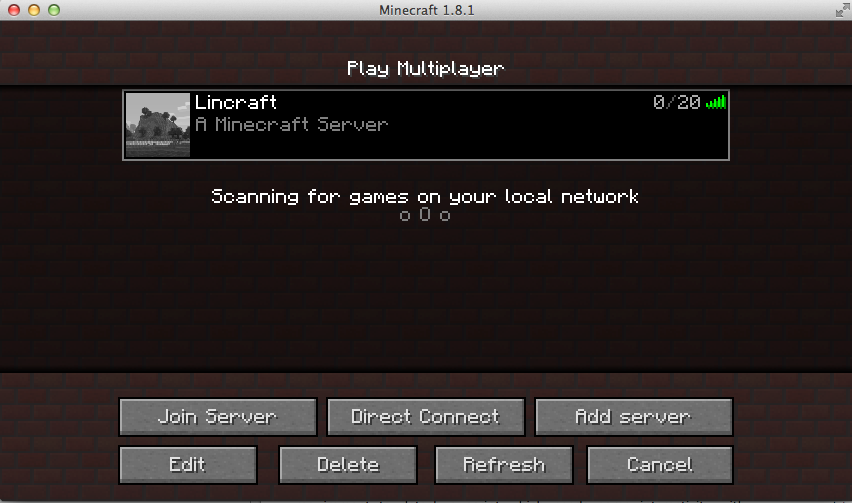 Minecraft 1.8.1
Play Multiplayer
Lincraft 0/20
A Minecraft Server
Scanning for games on your local network
o O o
Join Server Direct Connect Add server
Edit Delete Refresh Cancel